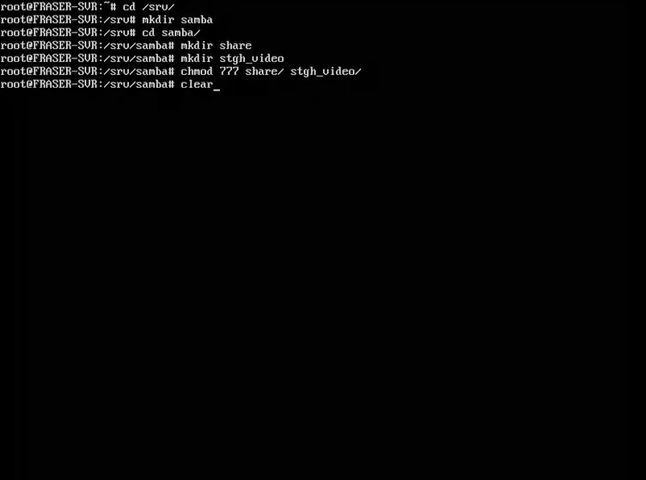 root@FRASER-SVR:~# cd /srv/
root@FRASER-SVR:/srv# mkdir samba
root@FRASER-SVR:/srv# cd samba/
root@FRASER-SVR:/srv/samba# mkdir share
root@FRASER-SVR:/srv/samba# mkdir stgh_video
root@FRASER-SVR:/srv/samba# chmod 777 share/ stgh_video/
root@FRASER-SVR:/srv/samba# clear_